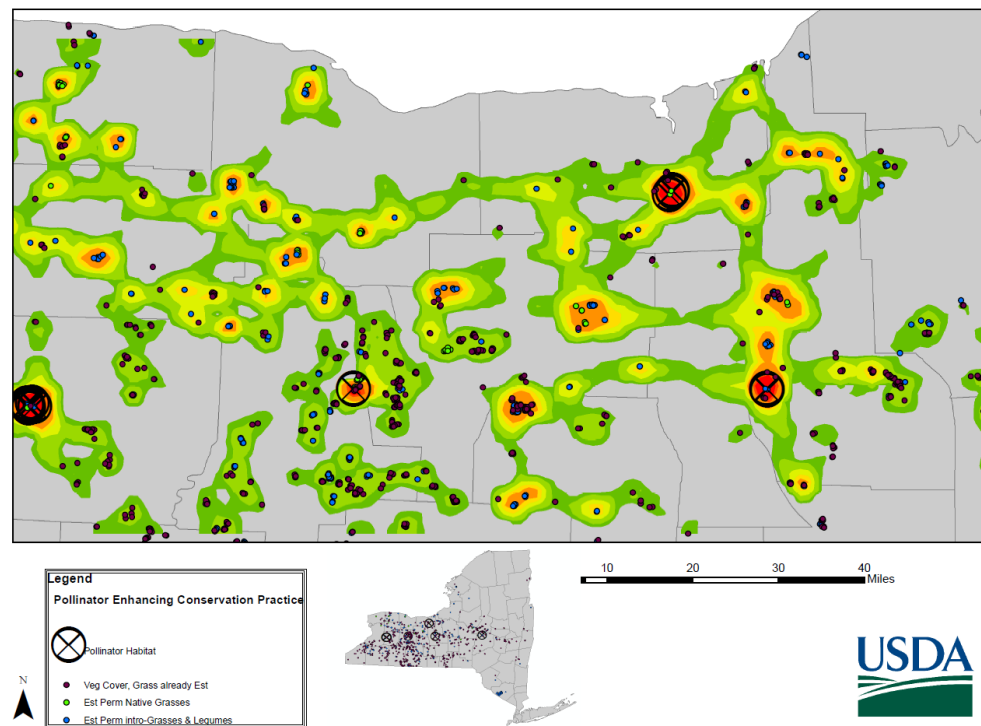 10 20 30 40
Miles
Legend
Pollinator Enhancing Conservation Practice
Pollinator Habitat
N
Veg Cover, Grass already Est
Est Perm Native Grasses
Est Perm intro-Grasses & Legumes
USDA